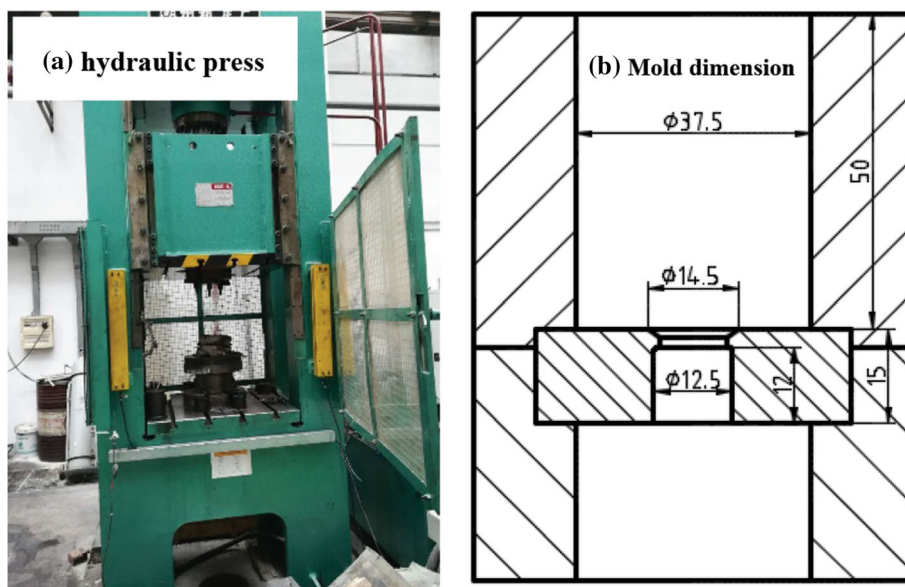 (a) hydraulic press
(b) Mold dimension
ϕ37.5
50
ϕ14.5
ϕ12.5
12
15